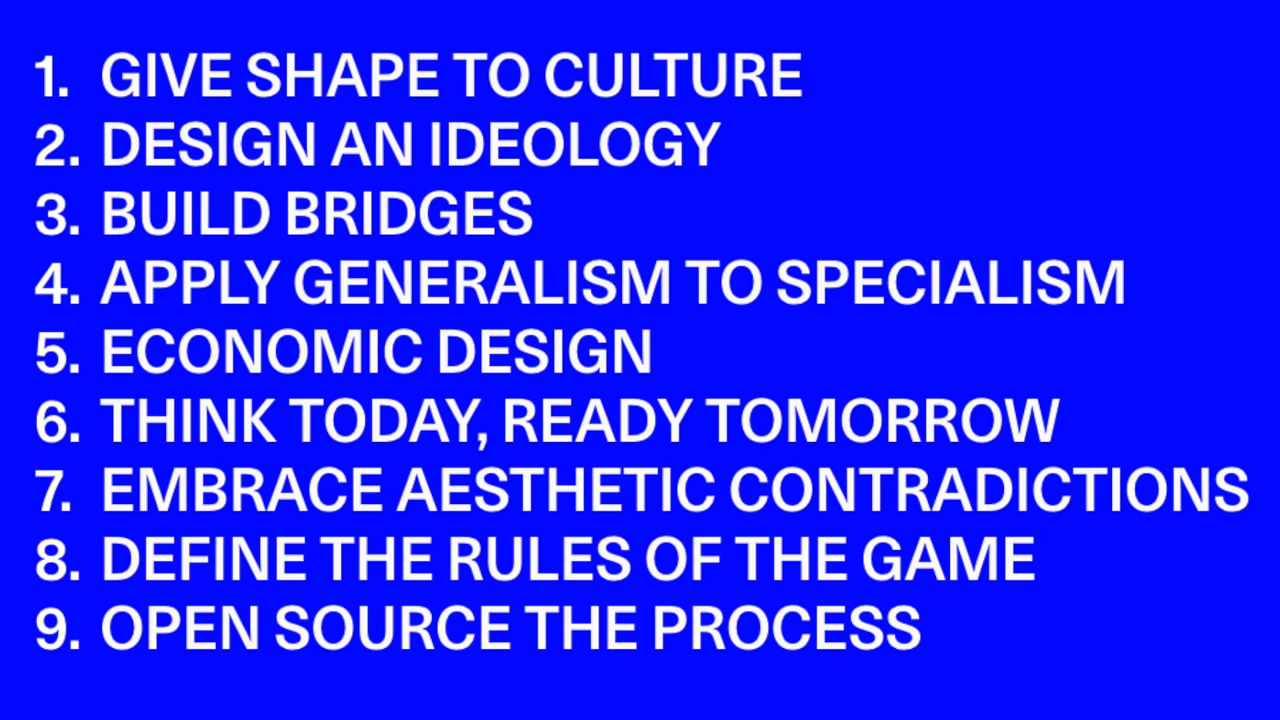 1. GIVE SHAPE TO CULTURE
2. DESIGN AN IDEOLOGY
3. BUILD BRIDGES
4. APPLY GENERALISM TO SPECIALISM
5. ECONOMIC DESIGN
6. THINK TODAY, READY TOMORROW
7. EMBRACE AESTHETIC CONTRADICTIONS
8. DEFINE THE RULES OF THE GAME
9. OPEN SOURCE THE PROCESS